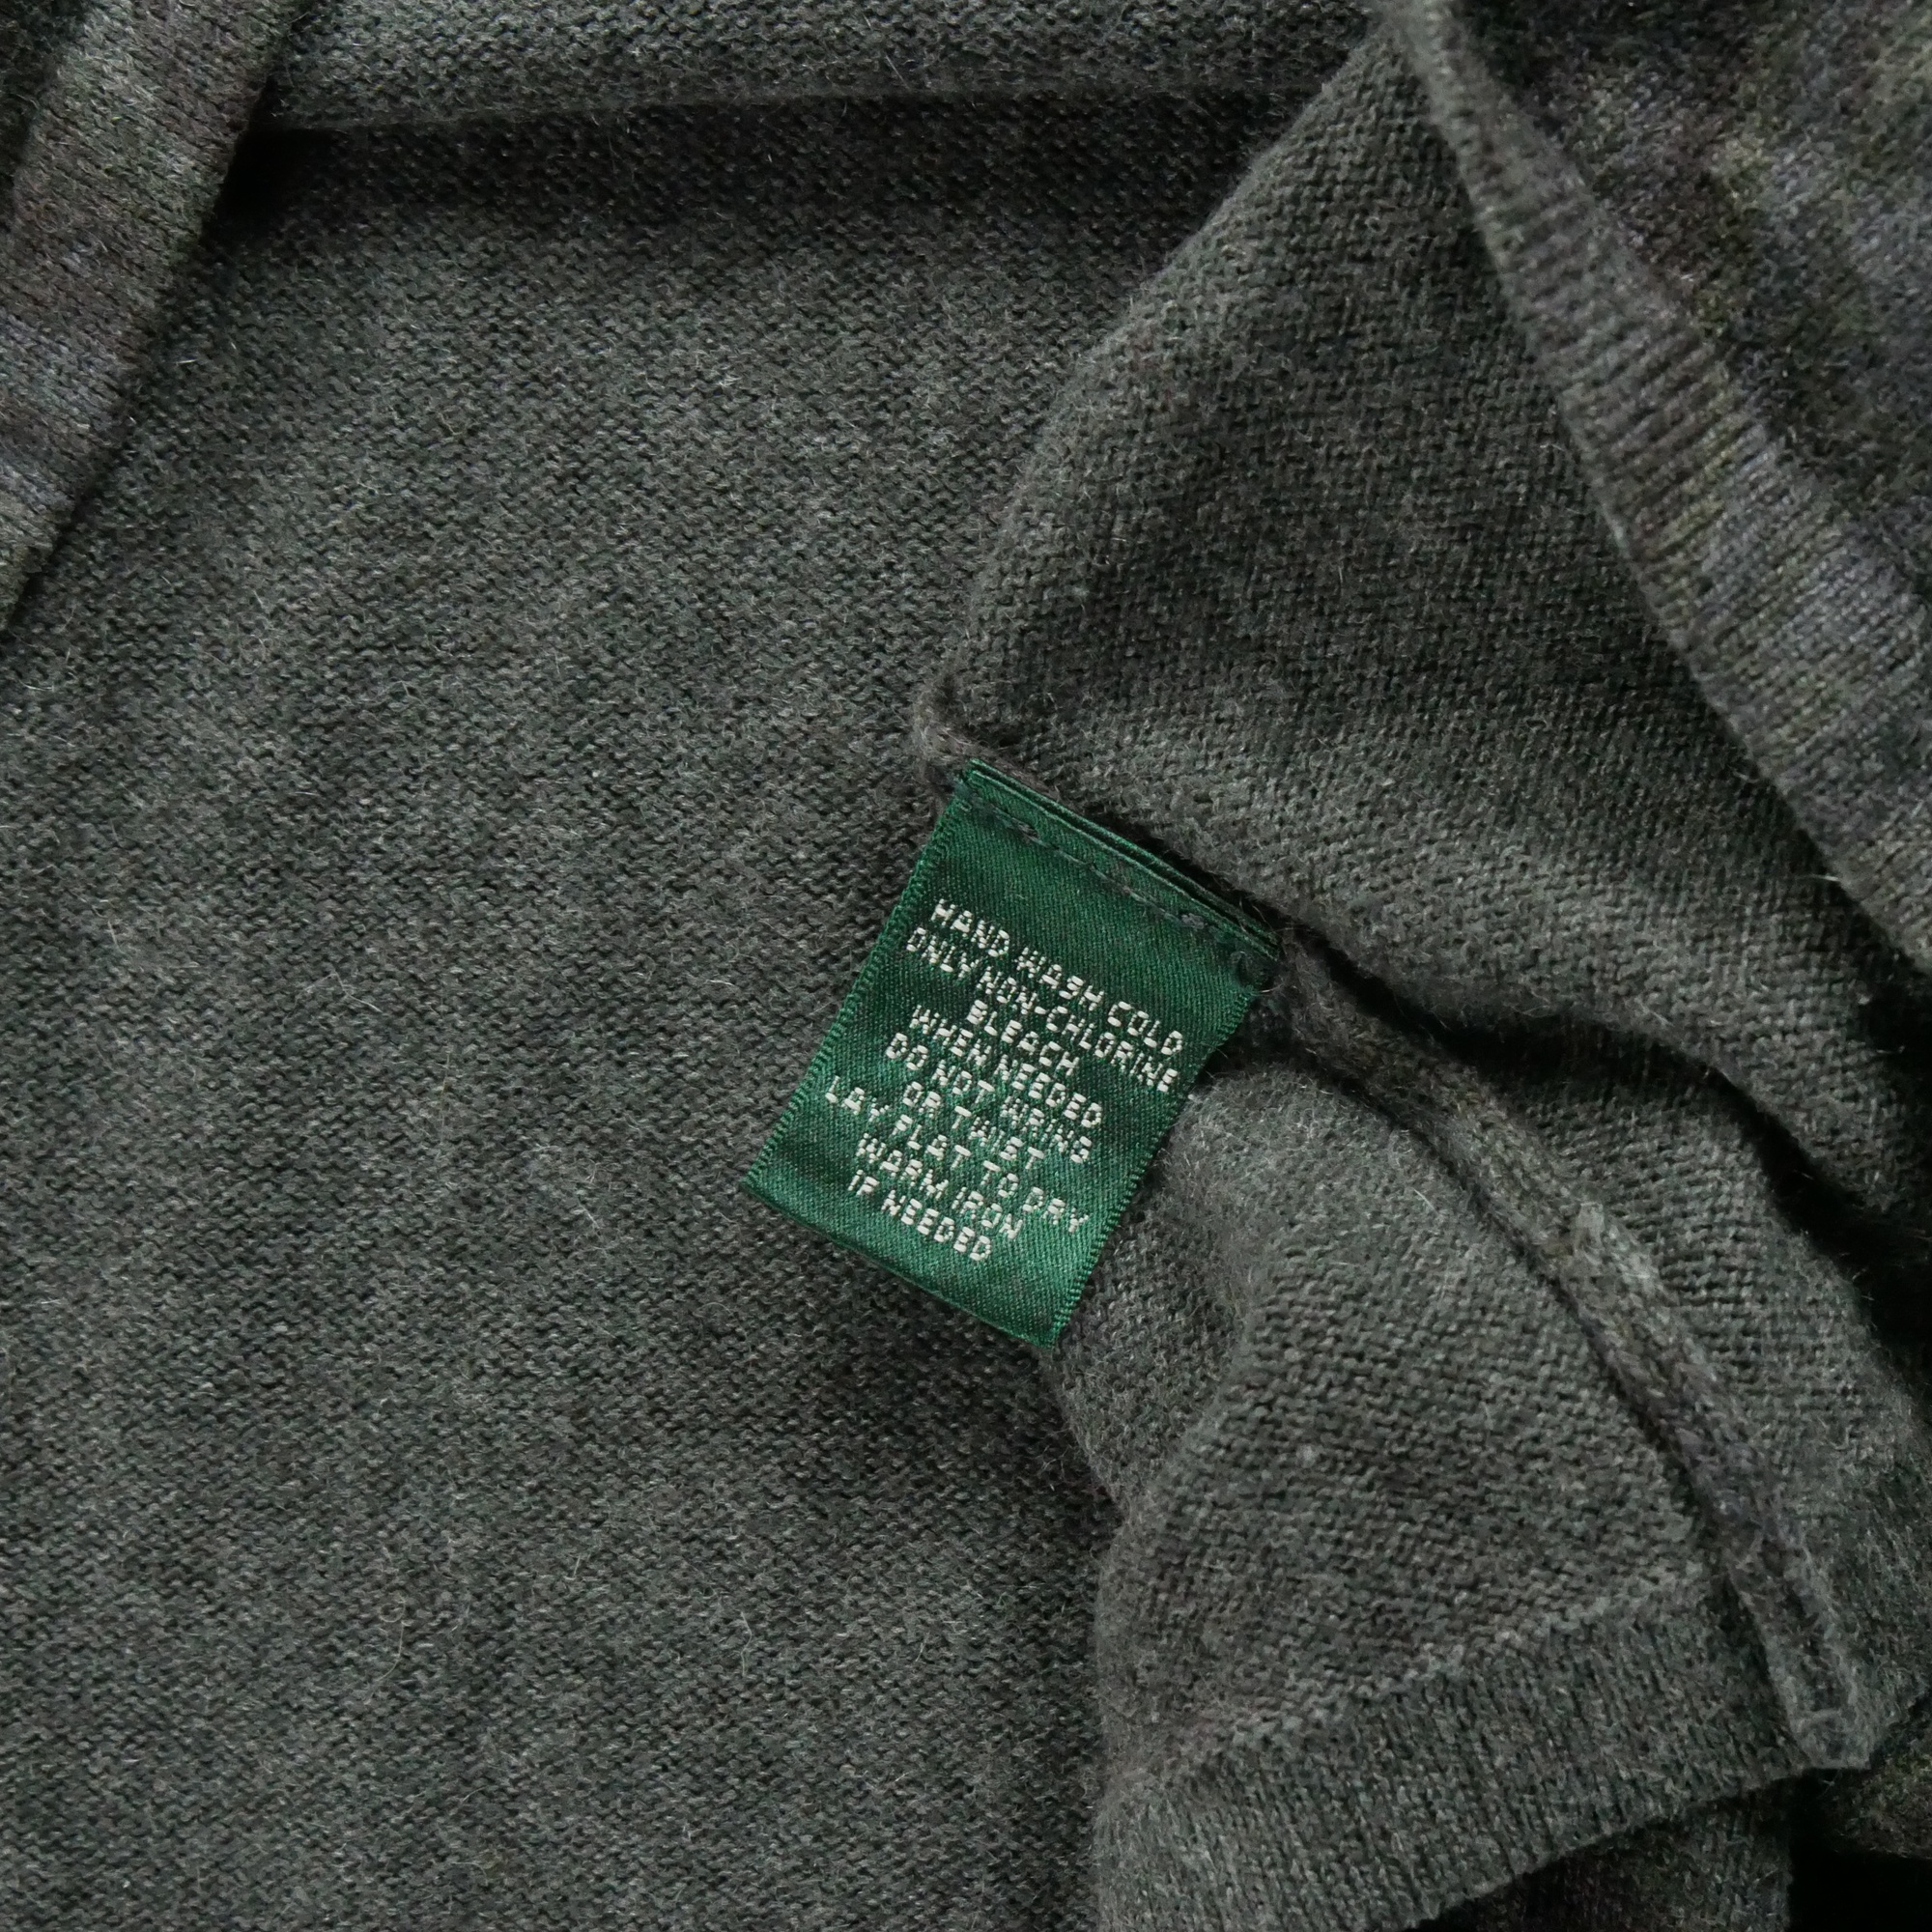 HAND WASH COLD
ONLY NON-CHLORINE
BLEACH
WHEN NEEDED
DO NOT WRING
OR TWIST
LAY FLAT TO DRY
WARM IRON
IF NEEDED